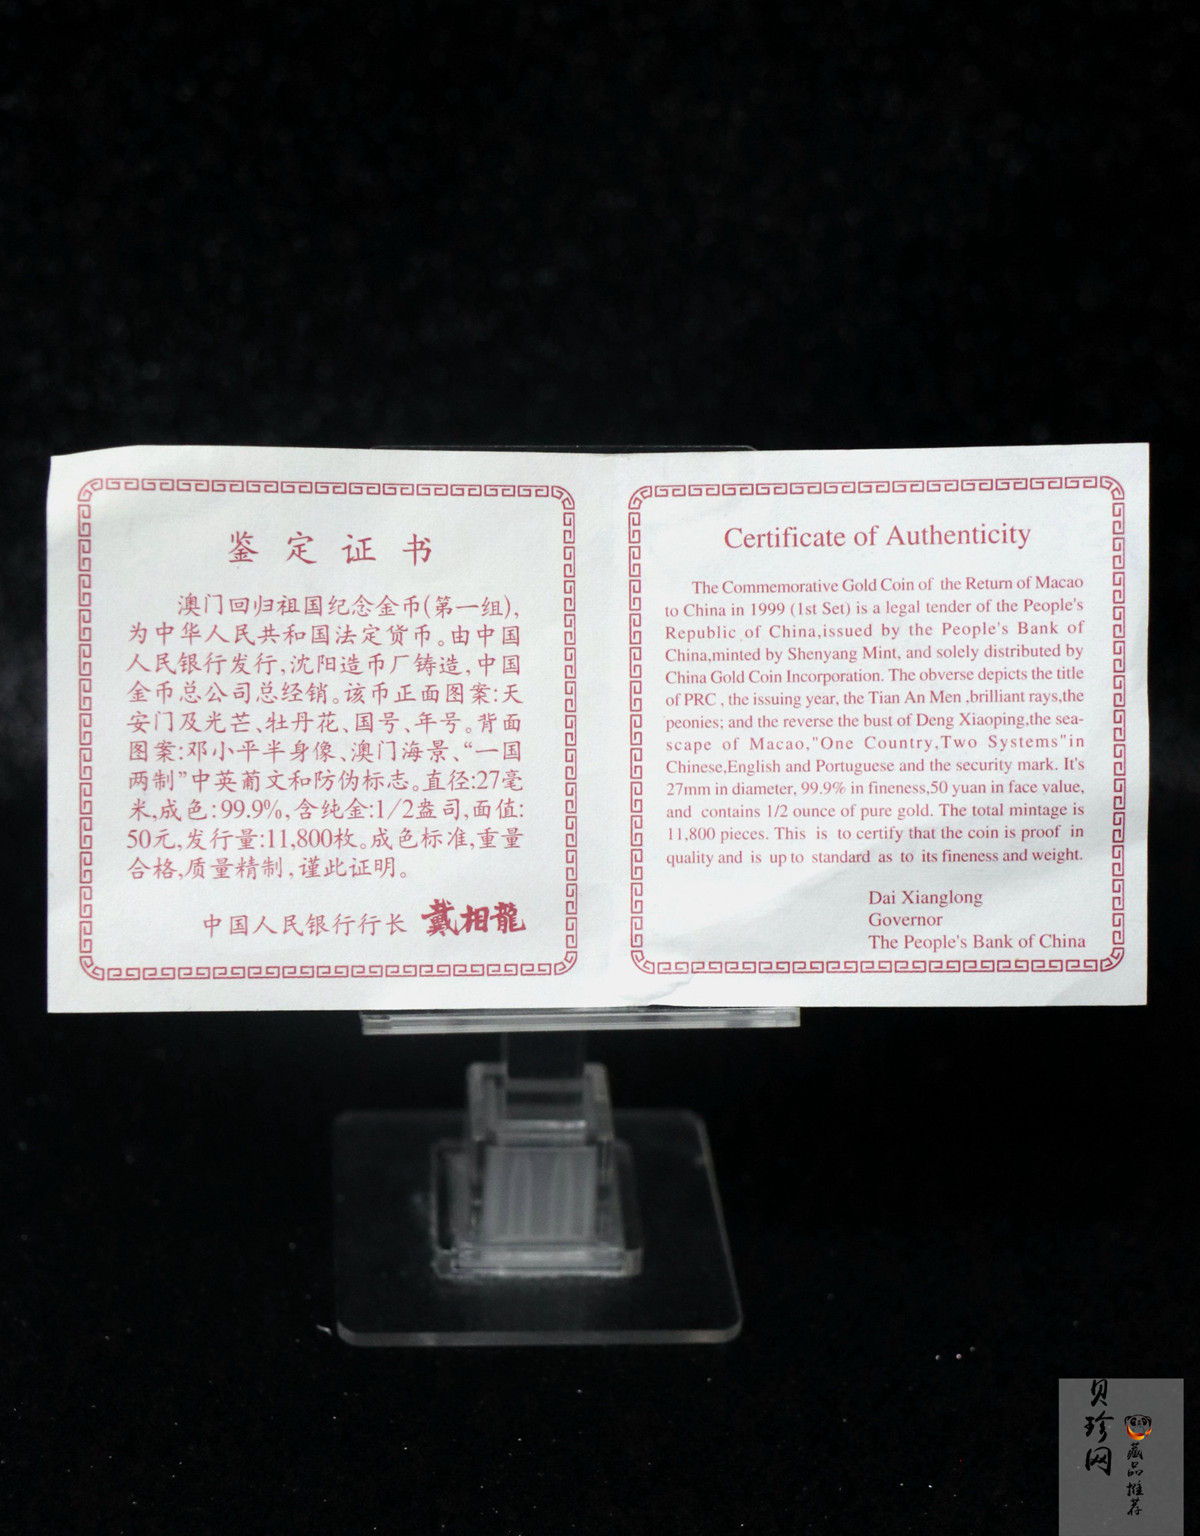 鉴定证书
澳门回归祖国纪念金币(第一组),
为中华人民共和国法定货币。由中国
人民银行发行,沈阳造币厂铸造,中国
金币总公司总经销。该币正面图案:天
安门及光芒、牡丹花、国号、年号。背面
图案:邓小平半身像、澳门海景、“一国
两制”中英葡文和防伪标志。直径:27毫
米,成色:99.9%,含纯金:1/2盎司,面值:
50元,发行量:11,800枚。成色标准,重量
合格,质量精制,谨此证明。
中国人民银行行长 戴相龍
Certificate of Authenticity
The Commemorative Gold Coin of the Return of Macao
to China in 1999 (1st Set) is a legal tender of the People's
Republic of China,issued by the People's Bank of
China,minted by Shenyang Mint, and solely distributed by
China Gold Coin Incorporation. The obverse depicts the title
of PRC , the issuing year, the Tian An Men ,brilliant rays,the
peonies; and the reverse the bust of Deng Xiaoping,the sea-
scape of Macao,"One Country,Two Systems"in
Chinese,English and Portuguese and the security mark. It's
27mm in diameter, 99.9% in fineness,50 yuan in face value,
and contains 1/2 ounce of pure gold. The total mintage is
11,800 pieces. This is to certify that the coin is proof in
quality and is up to standard as to its fineness and weight.
Dai Xianglong
Governor
The People's Bank of China
贝珍网
藏品推荐